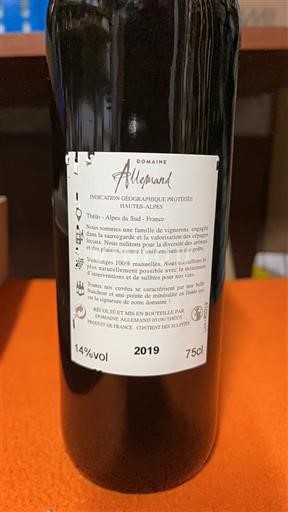 DOMAINE
Allemand
INDICATION GÉOGRAPHIQUE PROTÉGÉE
HAUTES-ALPES
Théüs - Alpes du Sud - France
Nous sommes une famille de vignerons engagée
dans la sauvegarde et la valorisation des cépages
locaux. Nous militons pour la diversité des arômes
et des plaisirs, contre l'uniformisation des goûts.
Vendanges 100% manuelles. Nous travaillons le
plus naturellement possible avec le minimum
d'interventions et de sulfites pour nos vins.
Toutes nos cuvées se caractérisent par une belle
fraicheur et une pointe de minéralité en finale qui
est la signature de notre domaine !
RÉCOLTÉ ET MIS EN BOUTEILLE PAR
DOMAINE ALLEMAND 05190 THÉÜS
PRODUIT DE FRANCE - CONTIENT DES SULFITES
14%vol 2019 75cl